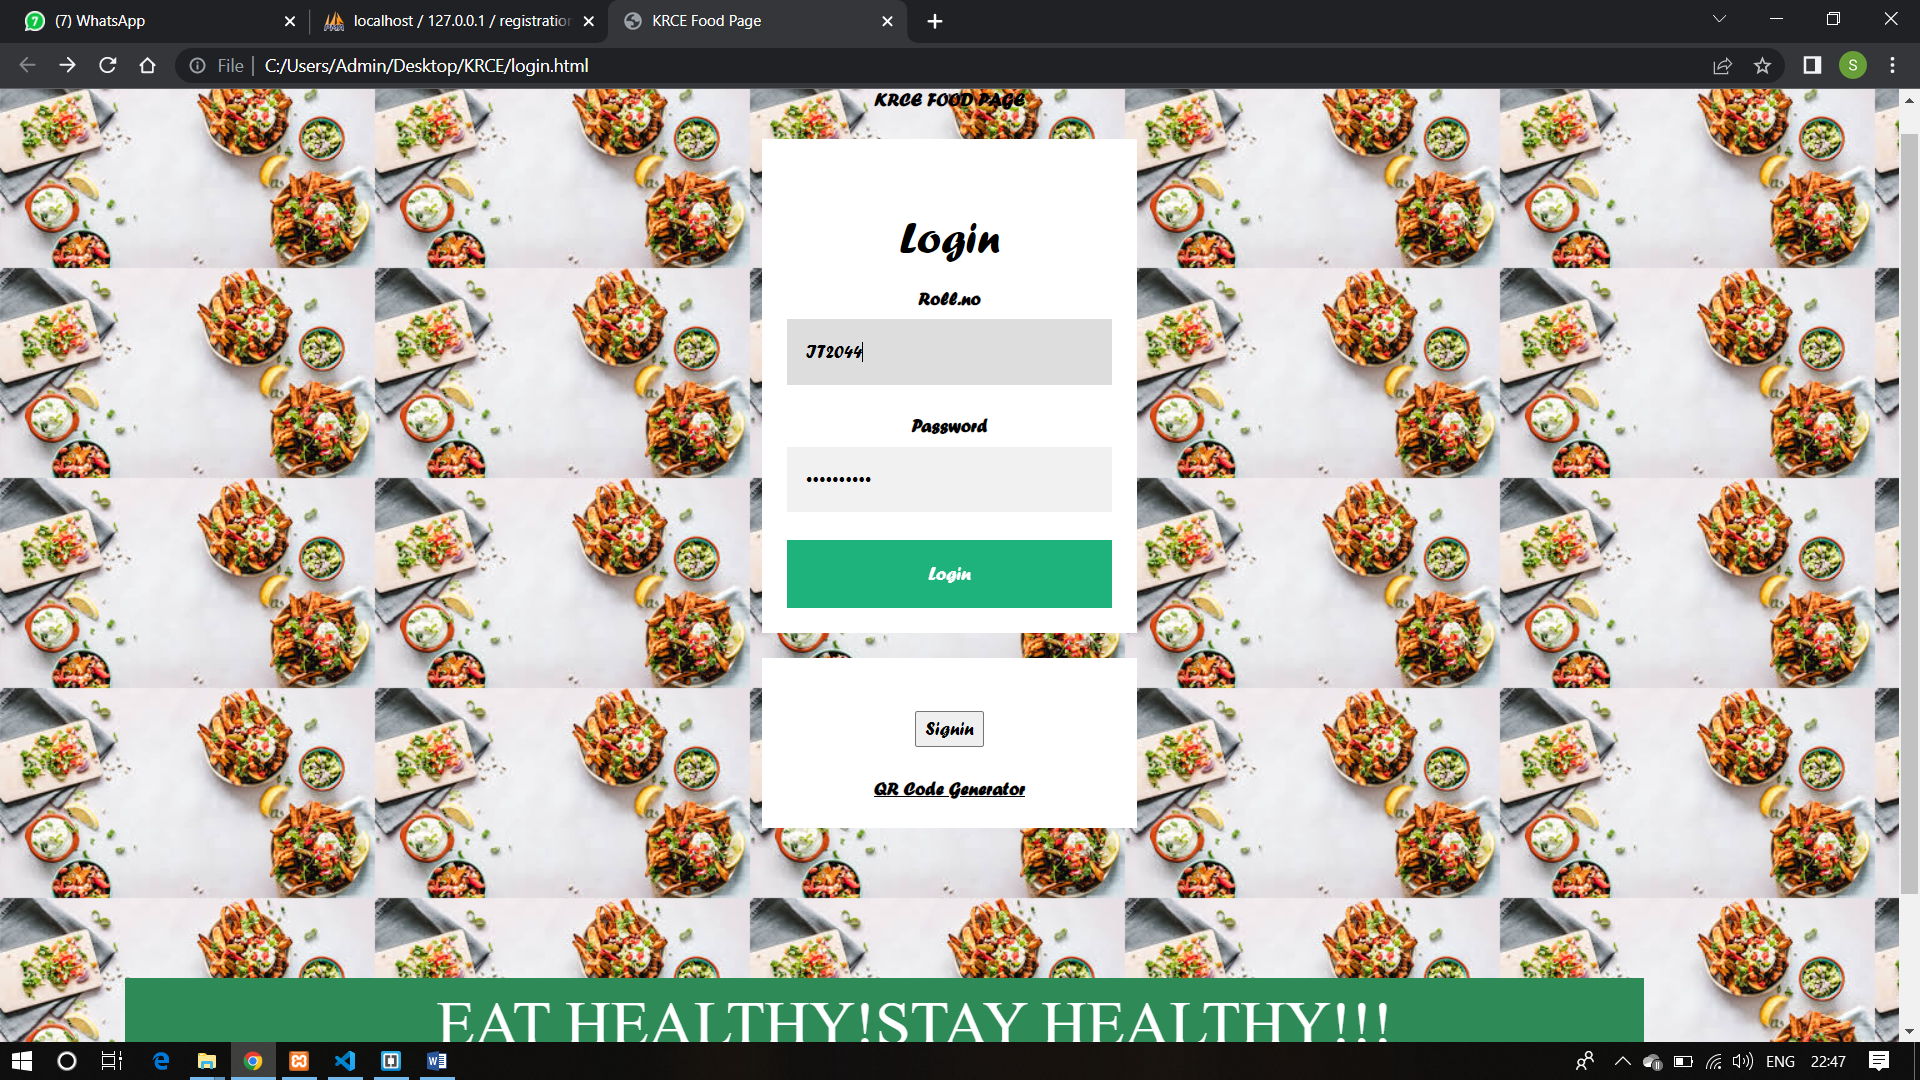 7
(7) WhatsApp
PMA
localhost / 127.0.0.1 / registration
KRCE Food Page
File
C:/Users/Admin/Desktop/KRCE/login.html
S
KRCE FOOD PAGE
Login
Roll.no
IT2044
Password
Login
Signin
QR Code Generator
EAT HEALTHY!STAY HEALTHY!!!
ENG
22:47